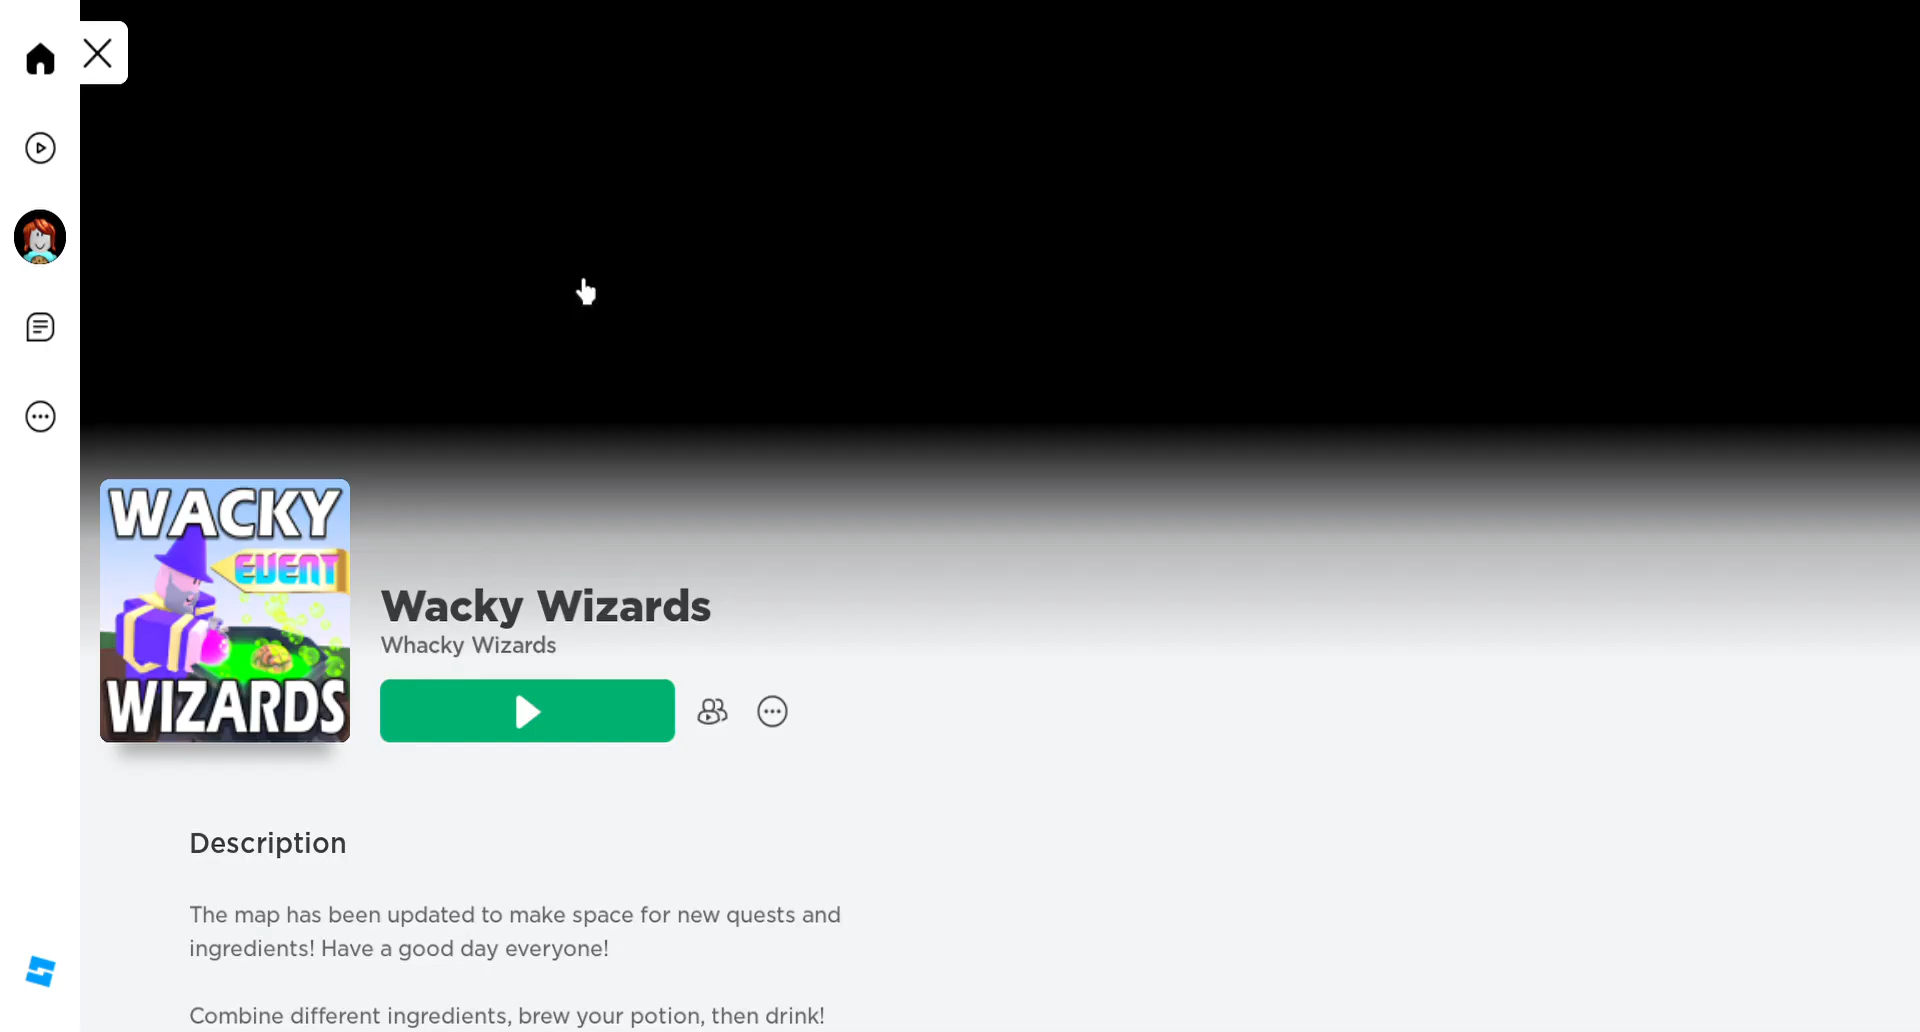 WACKY
EVENT
WIZARDS
Wacky Wizards
Whacky Wizards
Description
The map has been updated to make space for new quests and
ingredients! Have a good day everyone!
Combine different ingredients, brew your potion, then drink!